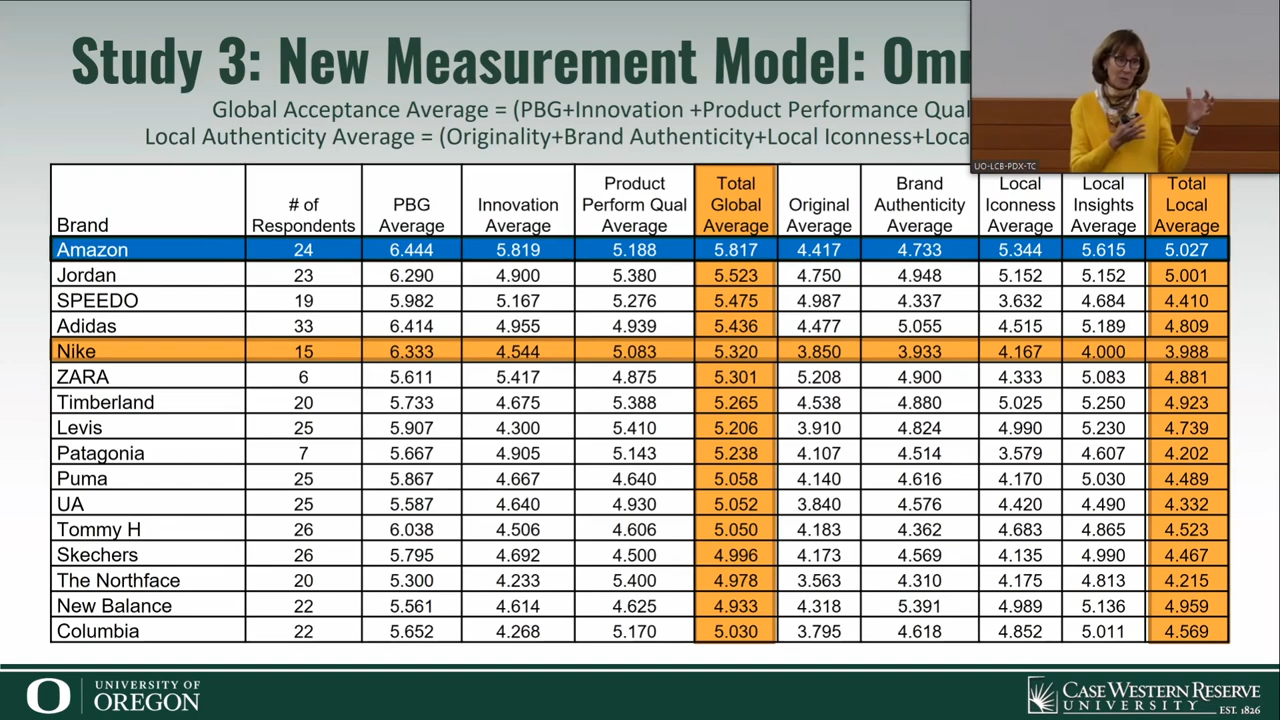 Study 3: New Measurement Model:
Global Acceptance Average = (PBG+Innovation +Product Performance
Local Authenticity Average = (Originality+Brand Authenticity+Local Iconness+
UO-LCB-PDX-TC
Brand # of Respondents PBG Average Innovation Average Product Perform Qual Average Total Global Average Original Average Brand Authenticity Average Local Iconness Average Local Insights Average Total Local Average
Amazon 24 6.444 5.819 5.188 5.817 4.417 4.733 5.344 5.615 5.027
Jordan 23 6.290 4.900 5.380 5.523 4.750 4.948 5.152 5.152 5.001
SPEEDO 19 5.982 5.167 5.276 5.475 4.987 4.337 3.632 4.684 4.410
Adidas 33 6.414 4.955 4.939 5.436 4.477 5.055 4.515 5.189 4.809
Nike 15 6.333 4.544 5.083 5.320 3.850 3.933 4.167 4.000 3.988
ZARA 6 5.611 5.417 4.875 5.301 5.208 4.900 4.333 5.083 4.881
Timberland 20 5.733 4.675 5.388 5.265 4.538 4.880 5.025 5.250 4.923
Levis 25 5.907 4.300 5.410 5.206 3.910 4.824 4.990 5.230 4.739
Patagonia 7 5.667 4.905 5.143 5.238 4.107 4.514 3.579 4.607 4.202
Puma 25 5.867 4.667 4.640 5.058 4.140 4.616 4.170 5.030 4.489
UA 25 5.587 4.640 4.930 5.052 3.840 4.576 4.420 4.490 4.332
Tommy H 26 6.038 4.506 4.606 5.050 4.183 4.362 4.683 4.865 4.523
Skechers 26 5.795 4.692 4.500 4.996 4.173 4.569 4.135 4.990 4.467
The Northface 20 5.300 4.233 5.400 4.978 3.563 4.310 4.175 4.813 4.215
New Balance 22 5.561 4.614 4.625 4.933 4.318 5.391 4.989 5.136 4.959
Columbia 22 5.652 4.268 5.170 5.030 3.795 4.618 4.852 5.011 4.569
O UNIVERSITY OF
OREGON
CASE WESTERN RESERVE
UNIVERSITY EST. 1826